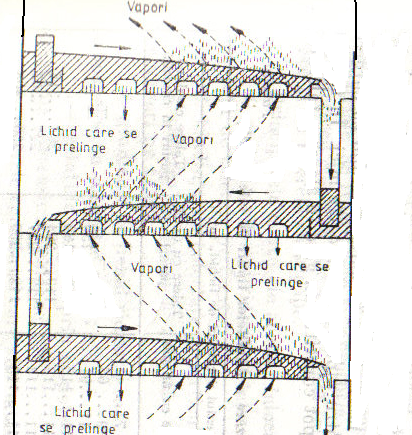 Vapori
Lichid care se
prelinge
Vapori
Vapori
Lichid care se
prelinge
Lichid care
se prelinge